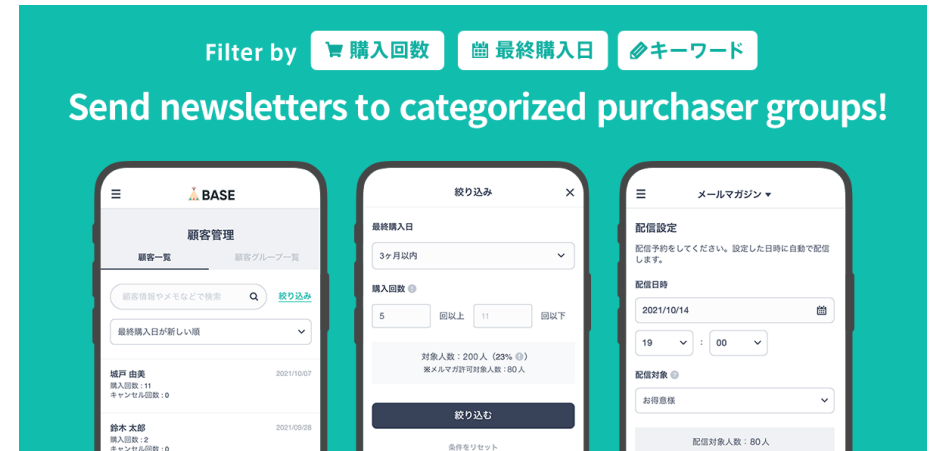 Filter by 購入回数 最終購入日 キーワード
Send newsletters to categorized purchaser groups!
BASE
顧客管理
顧客一覧 顧客グループ一覧
顧客情報やメモなどで検索 絞り込み
最終購入日が新しい順
城戸 由美 2021/10/07
購入回数 : 11
キャンセル回数 : 0
鈴木 太郎 2021/09/28
購入回数 : 2
キャンセル回数 : 0
絞り込み
最終購入日
3ヶ月以内
購入回数
5 回以上 11 回以下
対象人数：200人（23% ）
※メルマガ許可対象人数：80人
絞り込む
条件をリセット
メールマガジン
配信設定
配信予約をしてください。設定した日時に自動で配信
します。
配信日時
2021/10/14
19 : 00
配信対象
お得意様
配信対象人数：80人